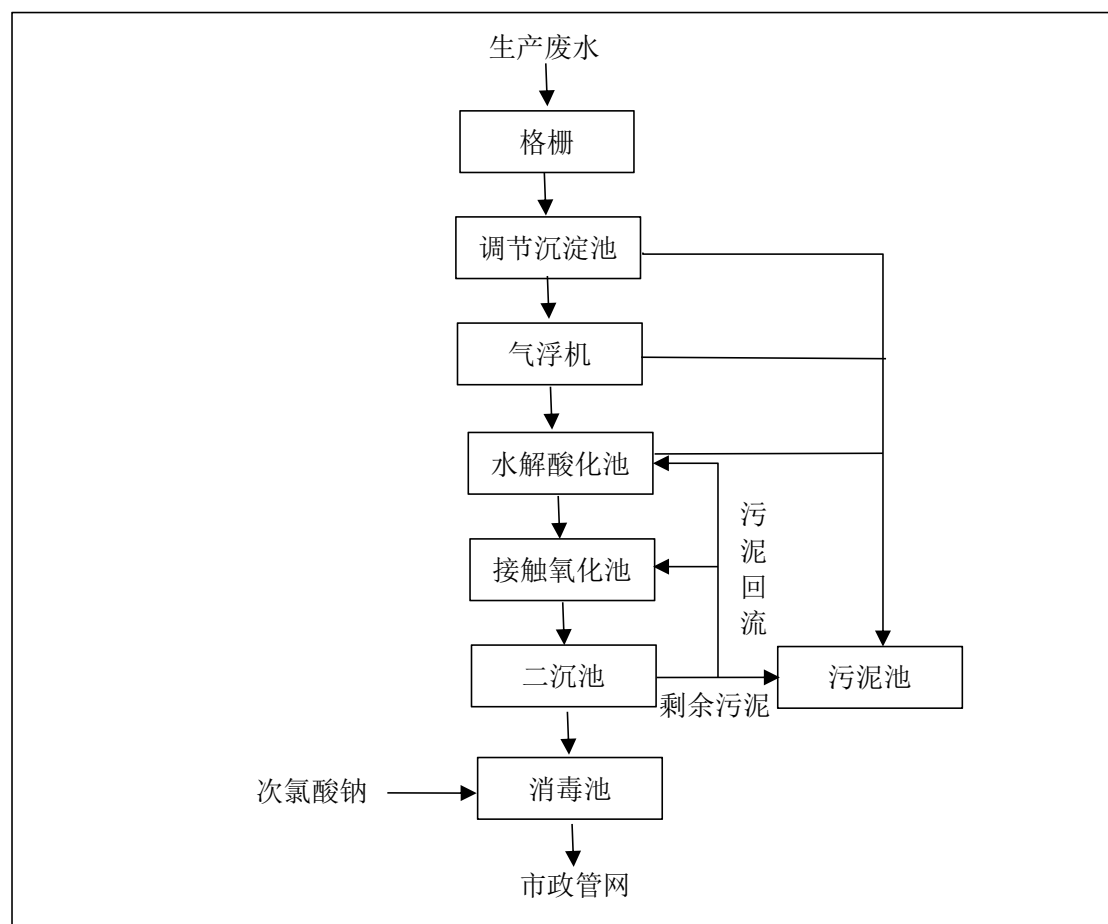 生产废水
格栅
调节沉淀池
气浮机
水解酸化池
污泥回流
接触氧化池
二沉池
剩余污泥
污泥池
次氯酸钠
消毒池
市政管网